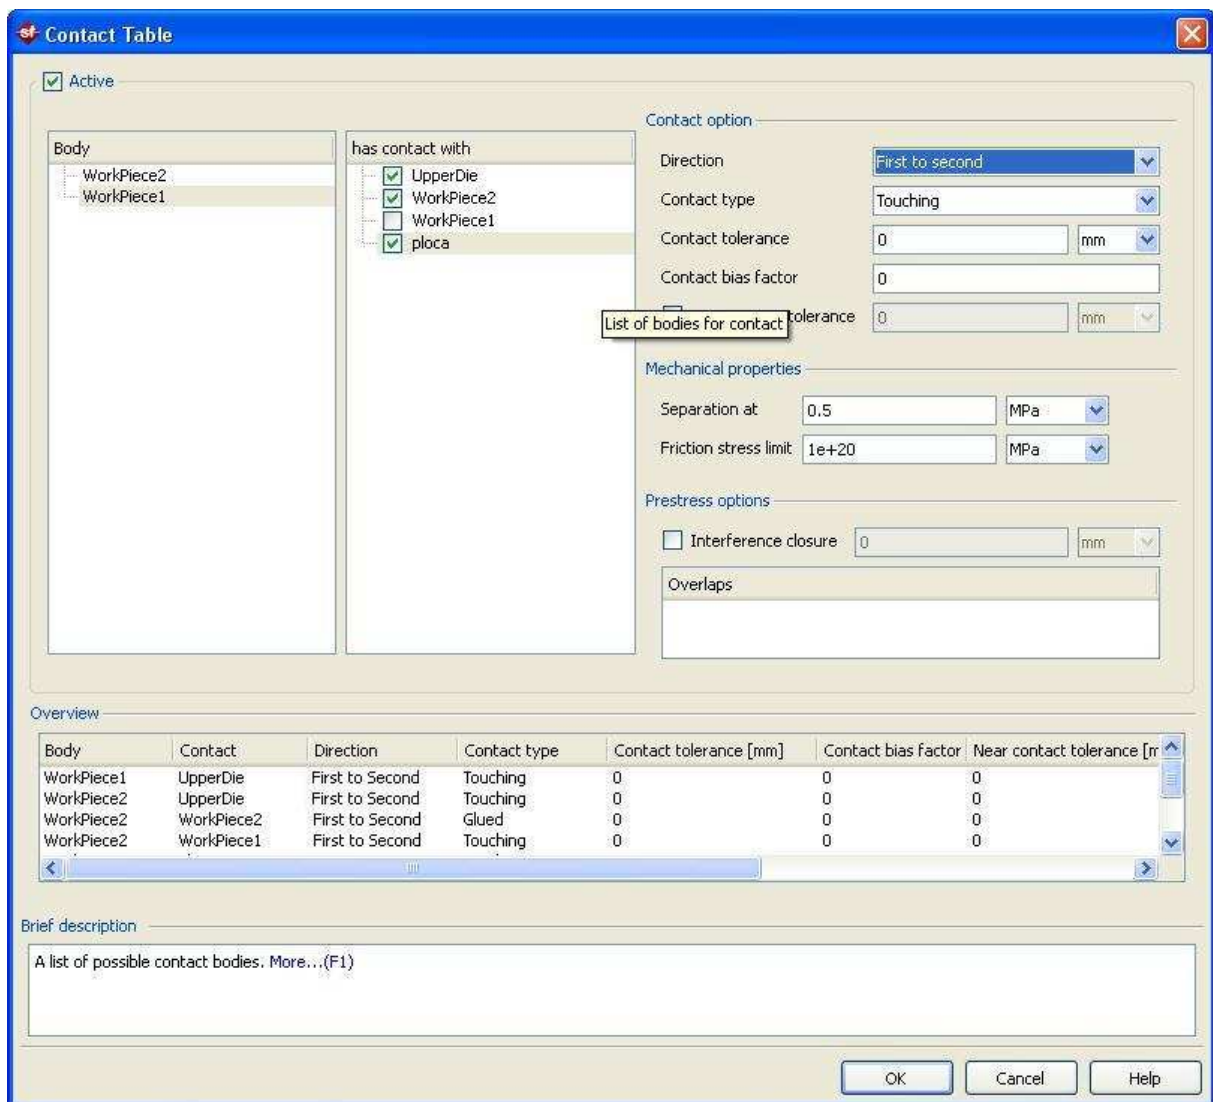 Contact Table
Active
Body
WorkPiece2
WorkPiece1
has contact with
UpperDie
WorkPiece2
WorkPiece1
ploca
Contact option
Direction First to second
Contact type Touching
Contact tolerance 0 mm
Contact bias factor 0
tolerance 0 mm
List of bodies for contact
Mechanical properties
Separation at 0.5 MPa
Friction stress limit 1e+20 MPa
Prestress options
Interference closure 0 mm
Overlaps
Overview
Body Contact Direction Contact type Contact tolerance [mm] Contact bias factor Near contact tolerance [m
WorkPiece1 UpperDie First to Second Touching 0 0 0
WorkPiece2 UpperDie First to Second Touching 0 0 0
WorkPiece2 WorkPiece2 First to Second Glued 0 0 0
WorkPiece2 WorkPiece1 First to Second Touching 0 0 0
Brief description
A list of possible contact bodies. More...(F1)
OK Cancel Help